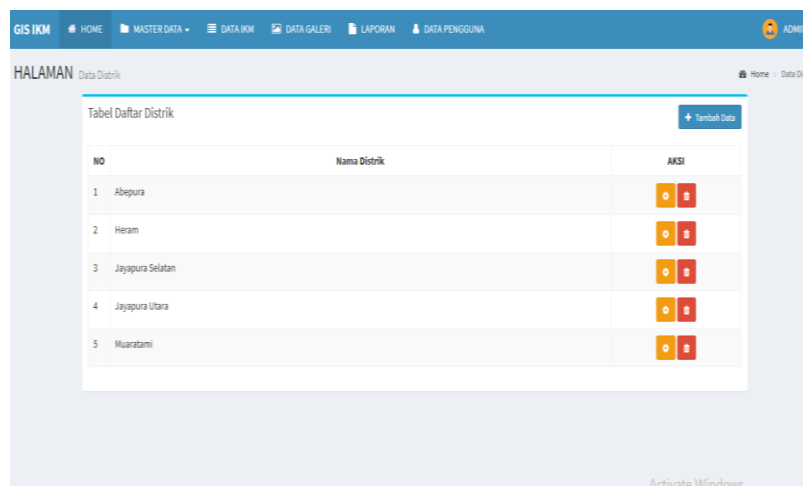 GIS IKM HOME MASTER DATA DATA IKM DATA GALERI LAPORAN DATA PENGGUNA
HALAMAN Data Distrik Home > Data
Tabel Daftar Distrik + Tambah Data
NO Nama Distrik AKSI
1 Abepura
2 Heram
3 Jayapura Selatan
4 Jayapura Utara
5 Muaratami
Activate Windows